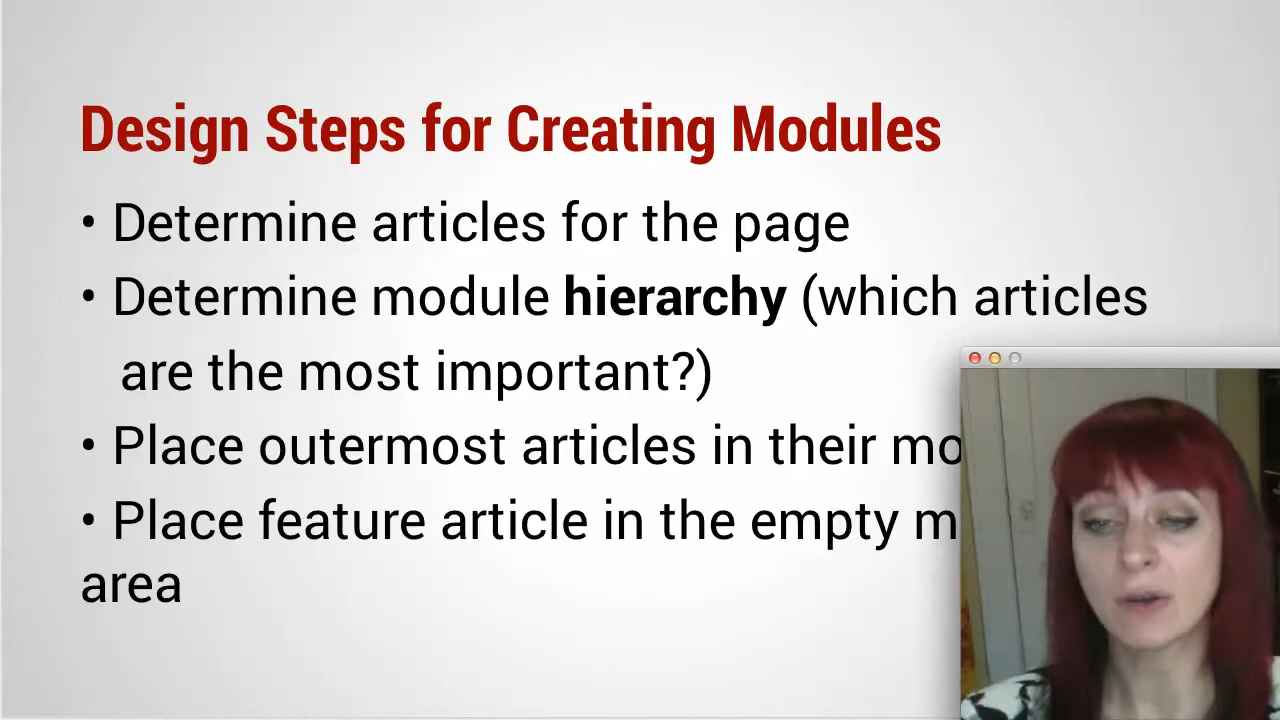 Design Steps for Creating Modules
• Determine articles for the page
• Determine module hierarchy (which articles
are the most important?)
• Place outermost articles in their
• Place feature article in the empty
area